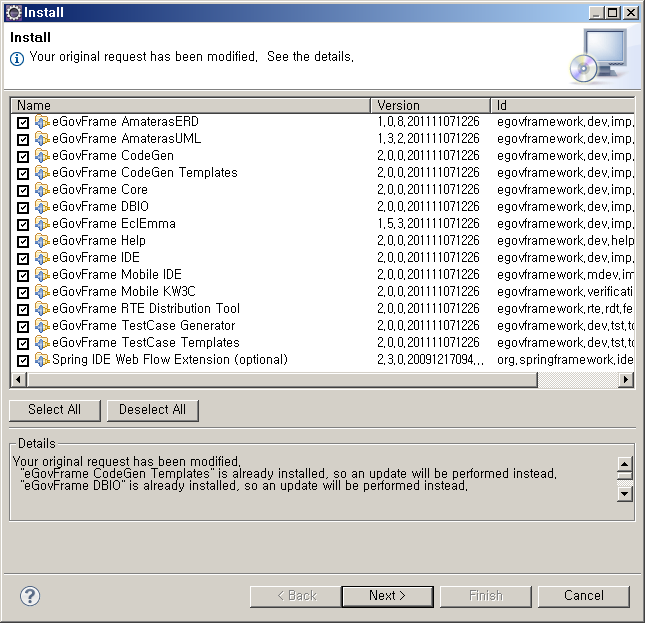 Install
Install
Your original request has been modified. See the details.
Name Version Id
eGovFrame AmaterasERD 1.0.8.201111071226 egovframework.dev.imp.
eGovFrame AmaterasUML 1.3.2.201111071226 egovframework.dev.imp.
eGovFrame CodeGen 2.0.0.201111071226 egovframework.dev.imp.
eGovFrame CodeGen Templates 2.0.0.201111071226 egovframework.dev.imp.
eGovFrame Core 2.0.0.201111071226 egovframework.dev.imp.
eGovFrame DBIO 2.0.0.201111071226 egovframework.dev.imp.
eGovFrame EclEmma 1.5.3.201111071226 egovframework.dev.imp.
eGovFrame Help 2.0.0.201111071226 egovframework.dev.help
eGovFrame IDE 2.0.0.201111071226 egovframework.dev.imp.
eGovFrame Mobile IDE 2.0.0.201111071226 egovframework.mdev.im
eGovFrame Mobile KW3C 2.0.0.201111071226 egovframework.verificati
eGovFrame RTE Distribution Tool 2.0.0.201111071226 egovframework.rte.rdt.fe
eGovFrame TestCase Generator 2.0.0.201111071226 egovframework.dev.tst.to
eGovFrame TestCase Templates 2.0.0.201111071226 egovframework.dev.tst.to
Spring IDE Web Flow Extension (optional) 2.3.0.20091217094... org.springframework.ide
Select All Deselect All
Details
Your original request has been modified.
"eGovFrame CodeGen Templates" is already installed, so an update will be performed instead.
"eGovFrame DBIO" is already installed, so an update will be performed instead.
? < Back Next > Finish Cancel